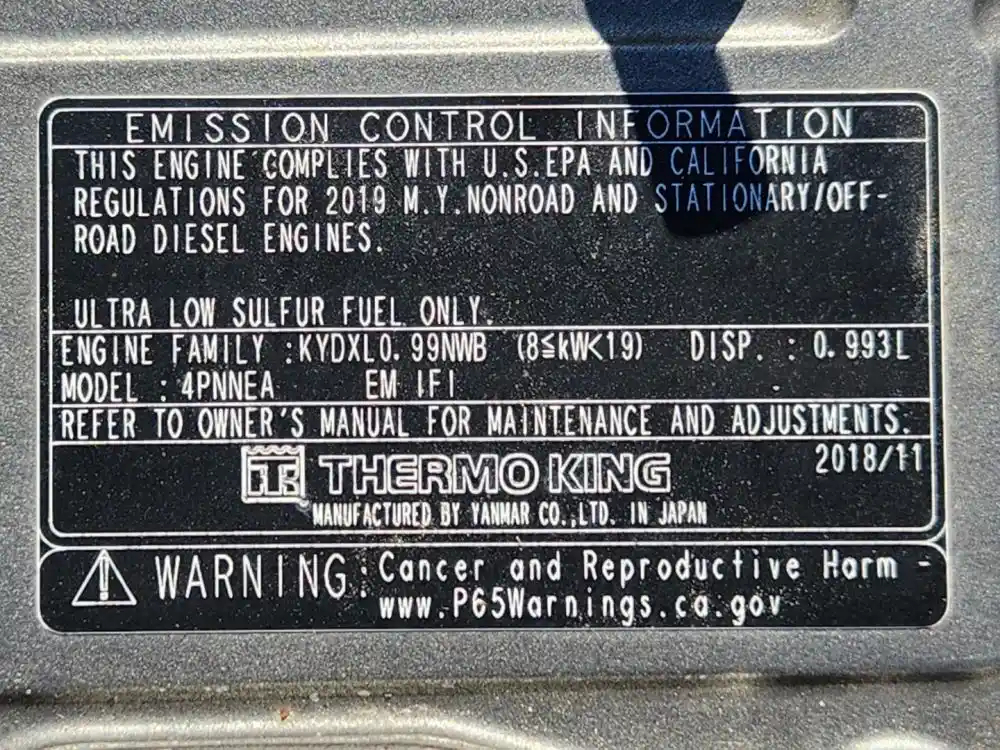 EMISSION CONTROL INFORMATION
THIS ENGINE COMPLIES WITH U.S.EPA AND CALIFORNIA
REGULATIONS FOR 2019 M.Y.NONROAD AND STATIONARY/OFF-
ROAD DIESEL ENGINES.
ULTRA LOW SULFUR FUEL ONLY.
ENGINE FAMILY :KYDXL0.99NWB (8≦kW<19) DISP. : 0.993L
MODEL : 4PNNEA EM IFI
REFER TO OWNER'S MANUAL FOR MAINTENANCE AND ADJUSTMENTS.
2018/11
TK THERMO KING
MANUFACTURED BY YANMAR CO.,LTD. IN JAPAN
WARNING:Cancer and Reproductive Harm -
www.P65Warnings.ca.gov